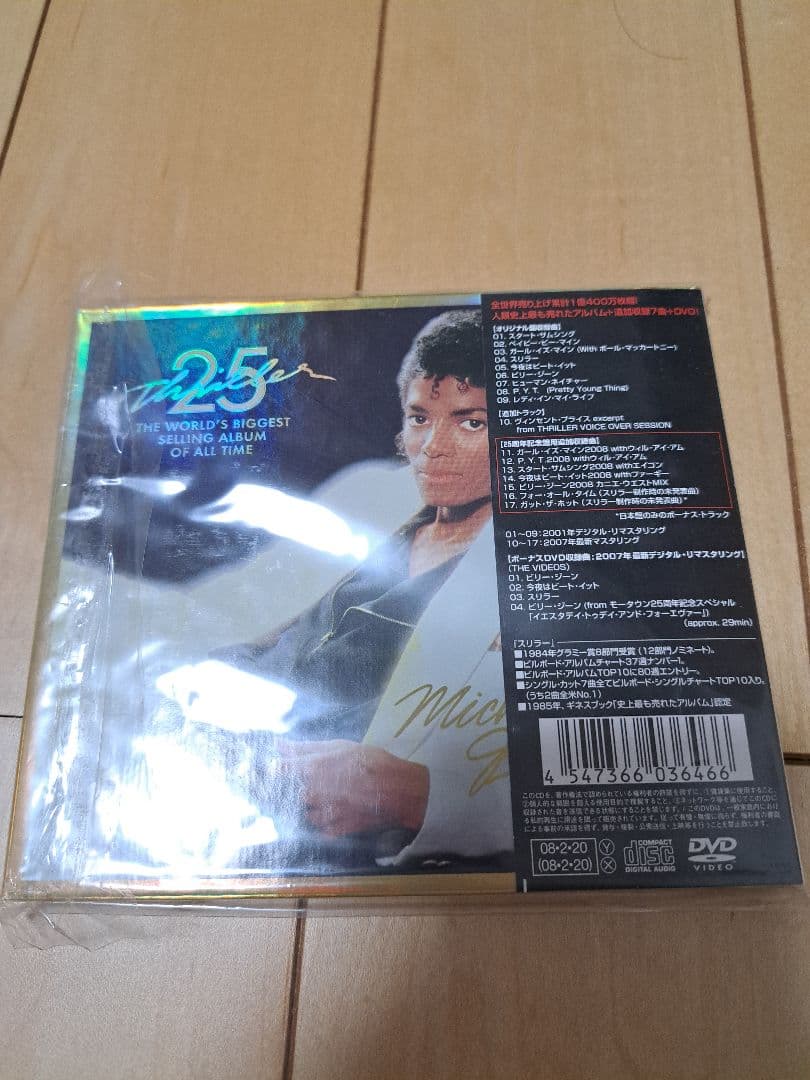 Thriller
25
THE WORLD'S BIGGEST
SELLING ALBUM
OF ALL TIME
全世界売り上げ累計1億400万枚超!
人類史上最も売れたアルバム+追加収録7曲+DVD!
[オリジナル盤収録曲]
01. スタート・サムシング
02. ベイビー・ビー・マイン
03. ガール・イズ・マイン (With ポール・マッカートニー)
04. スリラー
05. 今夜はビート・イット
06. ビリー・ジーン
07. ヒューマン・ネイチャー
08. P. Y. T. (Pretty Young Thing)
09. レディ・イン・マイ・ライフ
[追加トラック]
10. ヴィンセント・プライス excerpt
from THRILLER VOICE OVER SESSION
[25周年記念盤用追加収録曲]
11. ガール・イズ・マイン2008 withウィル・アイ・アム
12. P. Y. T. 2008 withウィル・アイ・アム
13. スタート・サムシング2008 withエイコン
14. 今夜はビート・イット2008 withファーギー
15. ビリー・ジーン2008 カニエ・ウエストMIX
16. フォー・オール・タイム (スリラー制作時の未発表曲)
17. ガット・ザ・ホット (スリラー制作時の未発表曲)*
*日本盤のみのボーナス・トラック
01〜09:2001年デジタル・リマスタリング
10〜17:2007年最新マスタリング
[ボーナスDVD収録曲:2007年最新デジタル・リマスタリング]
(THE VIDEOS)
01. ビリー・ジーン
02. 今夜はビート・イット
03. スリラー
04. ビリー・ジーン (from モータウン25周年記念スペシャル
「イエスタデイ・トゥデイ・アンド・フォーエヴァー」)
(approx. 29min)
『スリラー』
■1984年グラミー賞8部門受賞 (12部門ノミネート)。
■ビルボード・アルバムチャート37週ナンバー1。
■ビルボード・アルバムTOP10に80週エントリー。
■シングル・カット7曲全てビルボード・シングルチャートTOP10入り。
(うち2曲全米No.1)
■1985年、ギネスブック「史上最も売れたアルバム」認定
Mich
4 547366 036466
08・2・20
(08・2・20)
Y
X
COMPACT
disc
DIGITAL AUDIO
DVD
VIDEO